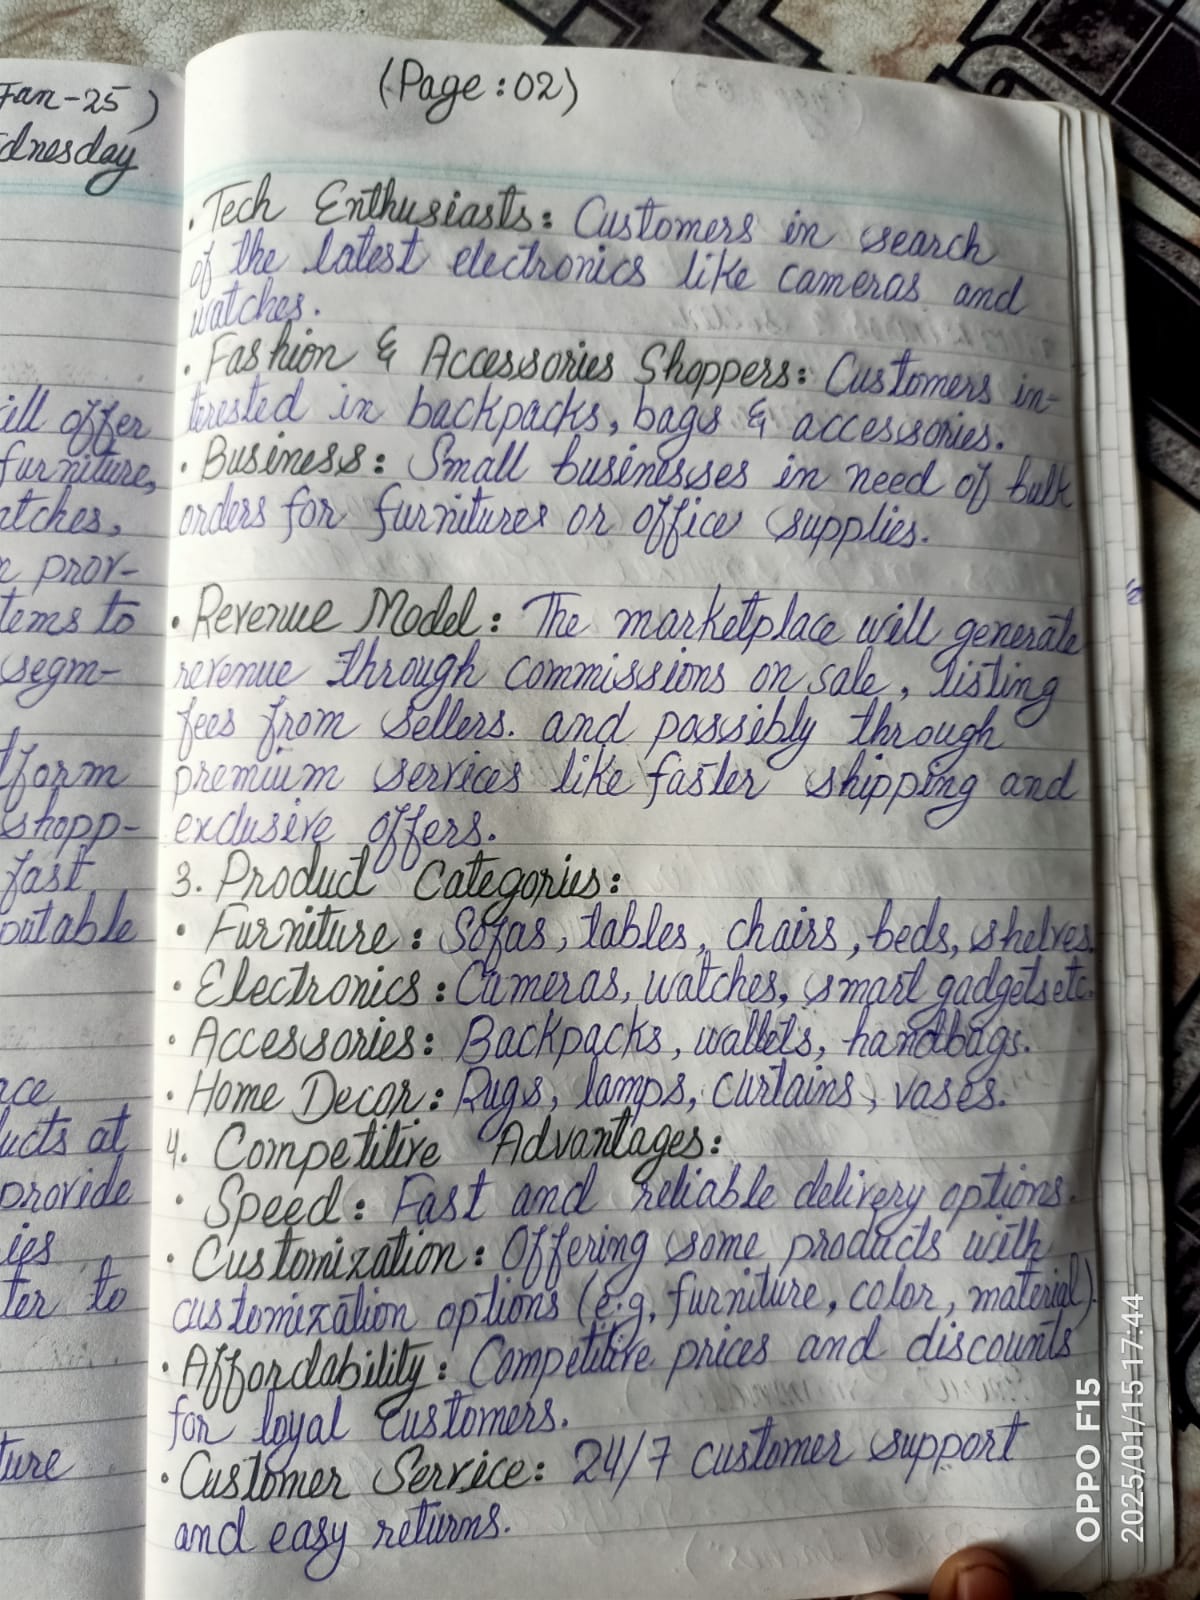 Jan-25)
dnesday
ill offer
furniture,
atches,
n prov-
tems to
segm-
tform
shopp-
fast
putable
ace
ducts at
provide
ies
ter to
ture
(Page:02)
• Tech Enthusiasts: Customers in search
of the latest electronics like cameras and
watches.
• Fashion & Accessories Shoppers: Customers in-
terested in backpacks, bags & accessories.
• Business: Small businesses in need of bulk
orders for furnitures or office supplies.
• Revenue Model: The marketplace will generate
revenue through commissions on sale, listing
fees from sellers. and possibly through
premium services like faster shipping and
exclusive offers.
3. Product Categories:
• Furniture: Sofas, tables, chairs, beds, shelves.
• Electronics: Cameras, watches, smart gadgets etc.
• Accessories: Backpacks, wallets, handbags.
• Home Decor: Rugs, lamps, curtains, vases.
4. Competitive Advantages:
• Speed: Fast and reliable delivery options.
• Customization: Offering some products with
customization options (e.g, furniture, color, material).
• Affordability: Competitive prices and discounts
for loyal customers.
• Customer Service: 24/7 customer support
and easy returns.
OPPO F15
2025/01/15 17:44